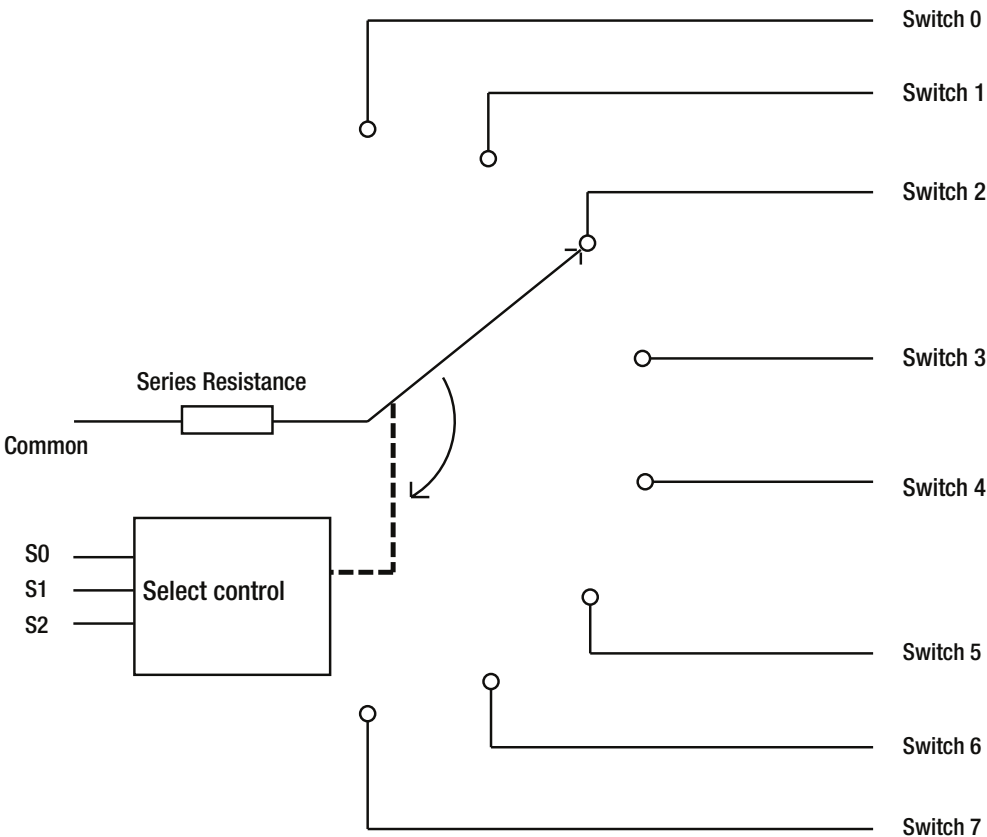 Switch 0
Switch 1
Switch 2
Switch 3
Series Resistance
Common
Switch 4
S0
S1
S2
Select control
Switch 5
Switch 6
Switch 7